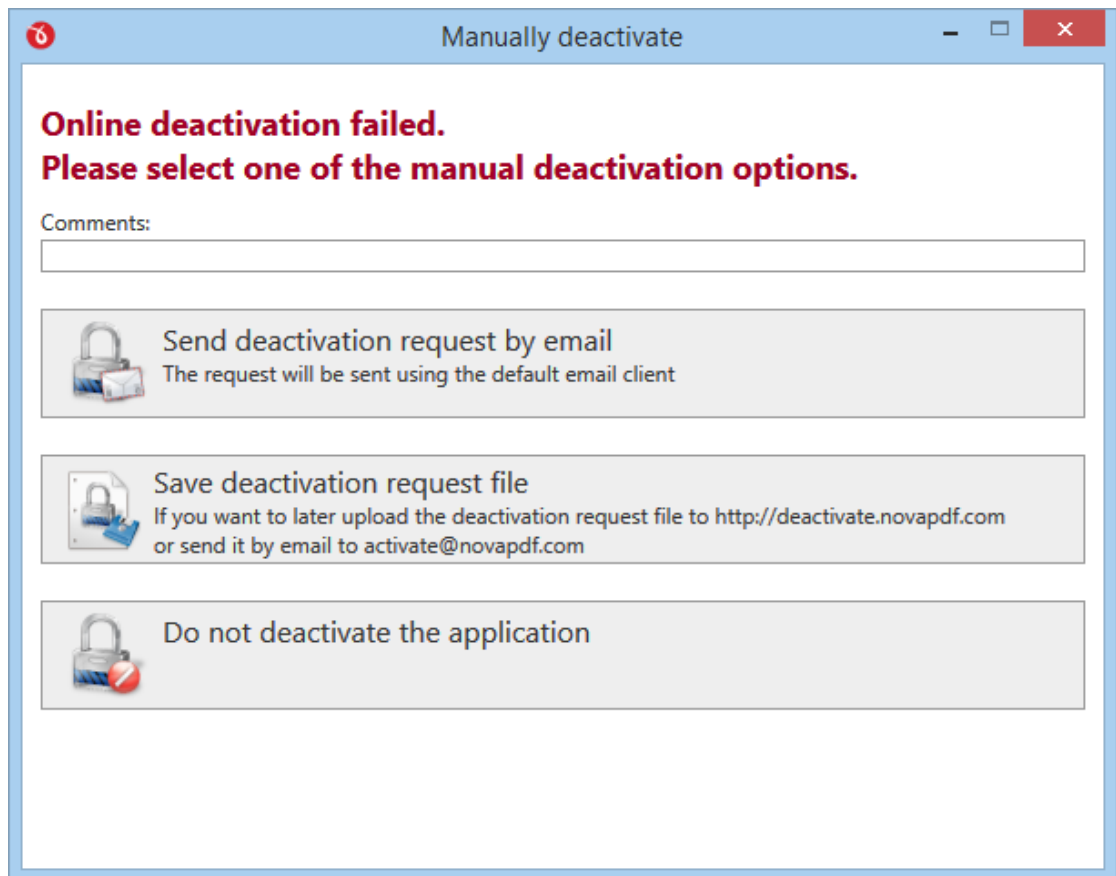 Manually deactivate
Online deactivation failed.
Please select one of the manual deactivation options.
Comments:
Send deactivation request by email
The request will be sent using the default email client
Save deactivation request file
If you want to later upload the deactivation request file to http://deactivate.novapdf.com
or send it by email to activate@novapdf.com
Do not deactivate the application